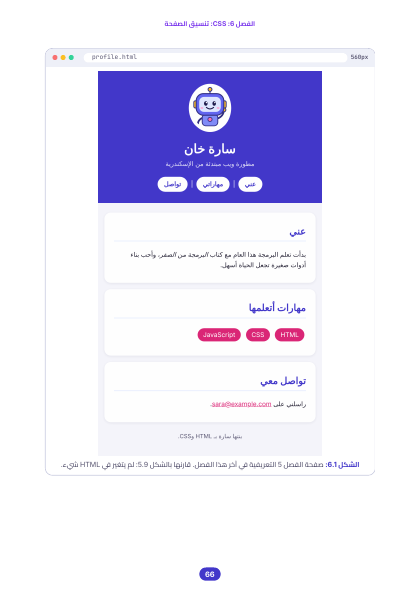 الفصل 6: CSS: تنسيق الصفحة
profile.html
560px
سارة خان
مطورة ويب مبتدئة من الإسكندرية
عني | مهاراتي | تواصل
عني
بدأت تعلم البرمجة هذا العام مع كتاب البرمجة من الصفر، وأحب بناء
أدوات صغيرة تجعل الحياة أسهل.
مهارات أتعلمها
HTML CSS JavaScript
تواصل معي
راسلني على sara@example.com.
بنتها سارة بـ HTML وCSS.
الشكل 6.1: صفحة الفصل 5 التعريفية في آخر هذا الفصل. قارنها بالشكل 5.9: لم يتغير في HTML شيء.
66